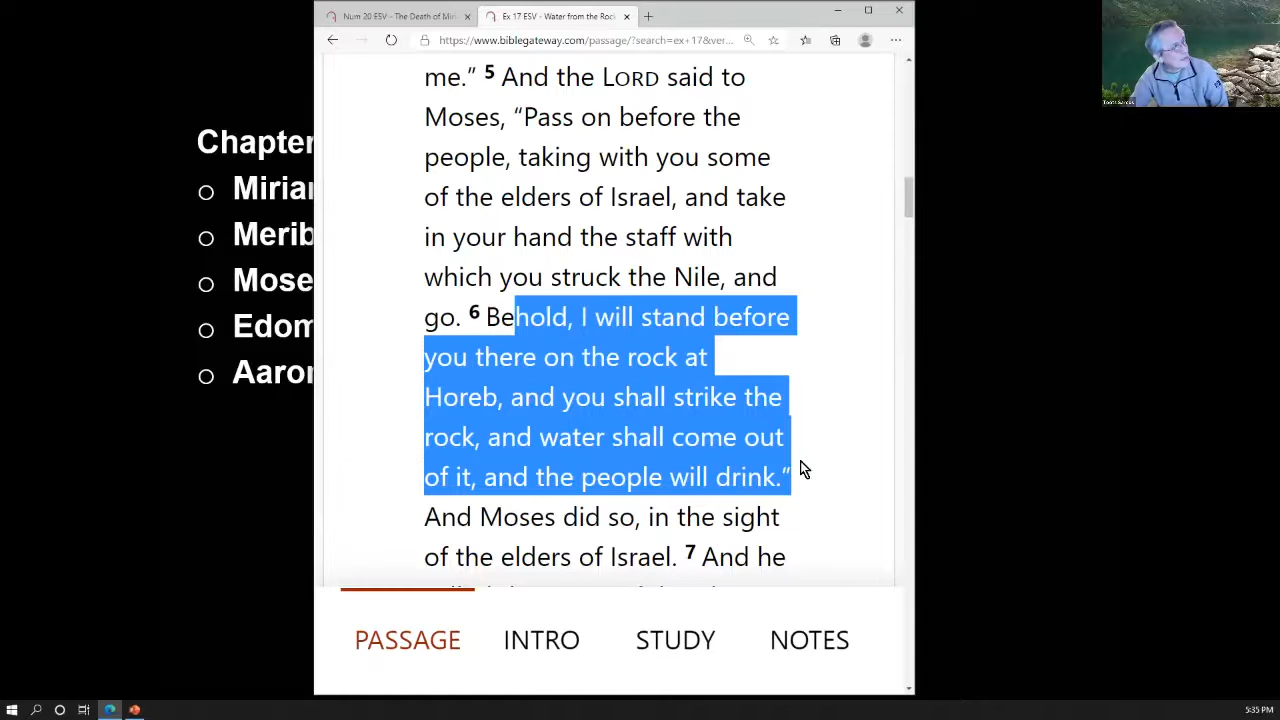 Num 20 ESV - The Death of Miri
Ex 17 ESV - Water from the Roc
https://www.biblegateway.com/passage/?search=ex+17&ver...
Chapter
Miriam
Merib
Mose
Edom
Aaron
me.” 5 And the LORD said to
Moses, “Pass on before the
people, taking with you some
of the elders of Israel, and take
in your hand the staff with
which you struck the Nile, and
go. 6 Behold, I will stand before
you there on the rock at
Horeb, and you shall strike the
rock, and water shall come out
of it, and the people will drink.”
And Moses did so, in the sight
of the elders of Israel. 7 And he
PASSAGE INTRO STUDY NOTES
5:35 PM